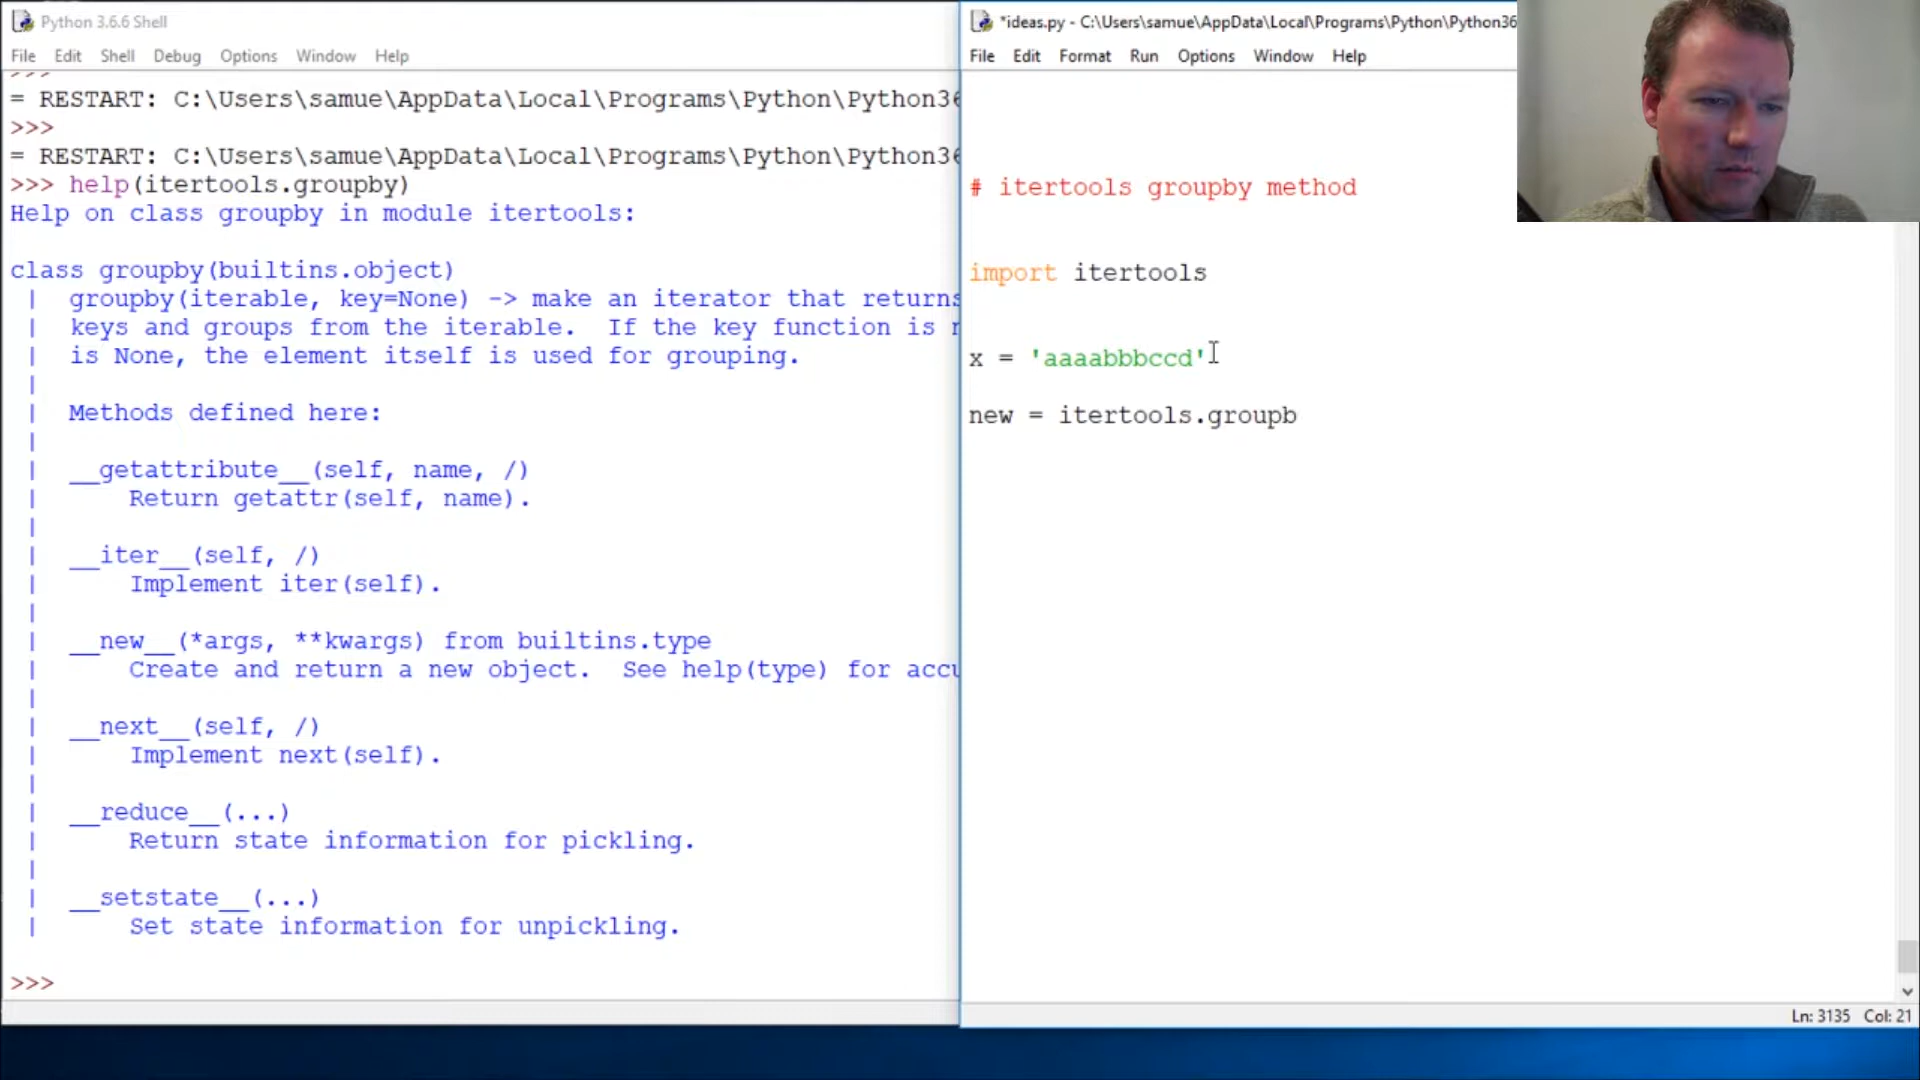 Python 3.6.6 Shell
File Edit Shell Debug Options Window Help
>>>
= RESTART: C:\Users\samue\AppData\Local\Programs\Python\Python36
>>>
= RESTART: C:\Users\samue\AppData\Local\Programs\Python\Python36
>>> help(itertools.groupby)
Help on class groupby in module itertools:
class groupby(builtins.object)
| groupby(iterable, key=None) -> make an iterator that returns
| keys and groups from the iterable. If the key function is
| is None, the element itself is used for grouping.
|
| Methods defined here:
|
| __getattribute__(self, name, /)
| Return getattr(self, name).
|
| __iter__(self, /)
| Implement iter(self).
|
| __new__(*args, **kwargs) from builtins.type
| Create and return a new object. See help(type) for accu
|
| __next__(self, /)
| Implement next(self).
|
| __reduce__(...)
| Return state information for pickling.
|
| __setstate__(...)
| Set state information for unpickling.
>>>
*ideas.py - C:\Users\samue\AppData\Local\Programs\Python\Python36
File Edit Format Run Options Window Help
# itertools groupby method
import itertools
x = 'aaaabbbccd'
new = itertools.groupb
Ln: 3135 Col: 21